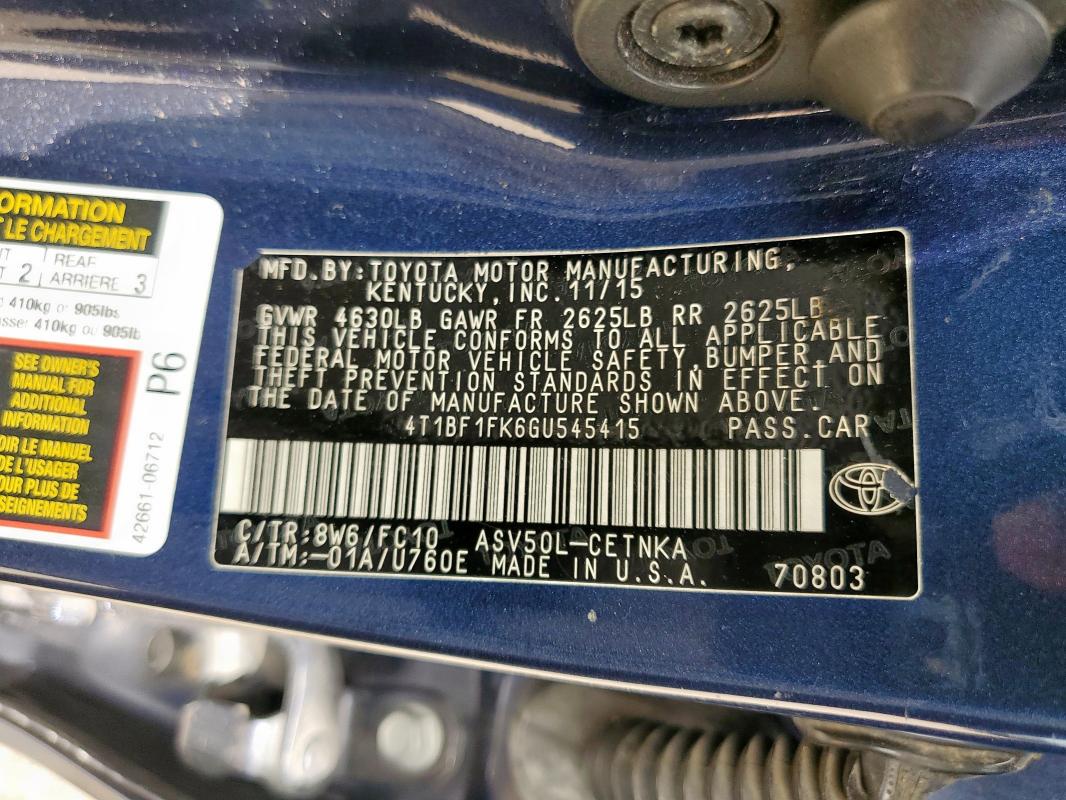 ORMATION
T LE CHARGEMENT
REAR
2 ARRIERE 3
410kg or 905lbs
410kg ou 905lb
SEE OWNER'S
MANUAL FOR
ADDITIONAL
INFORMATION
OIR LE MANUEL
DE L'USAGER
OUR PLUS DE
SEIGNEMENTS
P6
42661-06712
MFD.BY:TOYOTA MOTOR MANUFACTURING,
KENTUCKY,INC.11/15
GVWR 4630LB GAWR FR 2625LB RR 2625LB
THIS VEHICLE CONFORMS TO ALL APPLICABLE
FEDERAL MOTOR VEHICLE SAFETY,BUMPER,AND
THEFT PREVENTION STANDARDS IN EFFECT ON
THE DATE OF MANUFACTURE SHOWN ABOVE.
4T1BF1FK6GU545415 PASS.CAR
C/TR:8W6/FC10 ASV50L-CETNKA
A/TM:-01A/U760E MADE IN U.S.A. 70803
TOYOTA